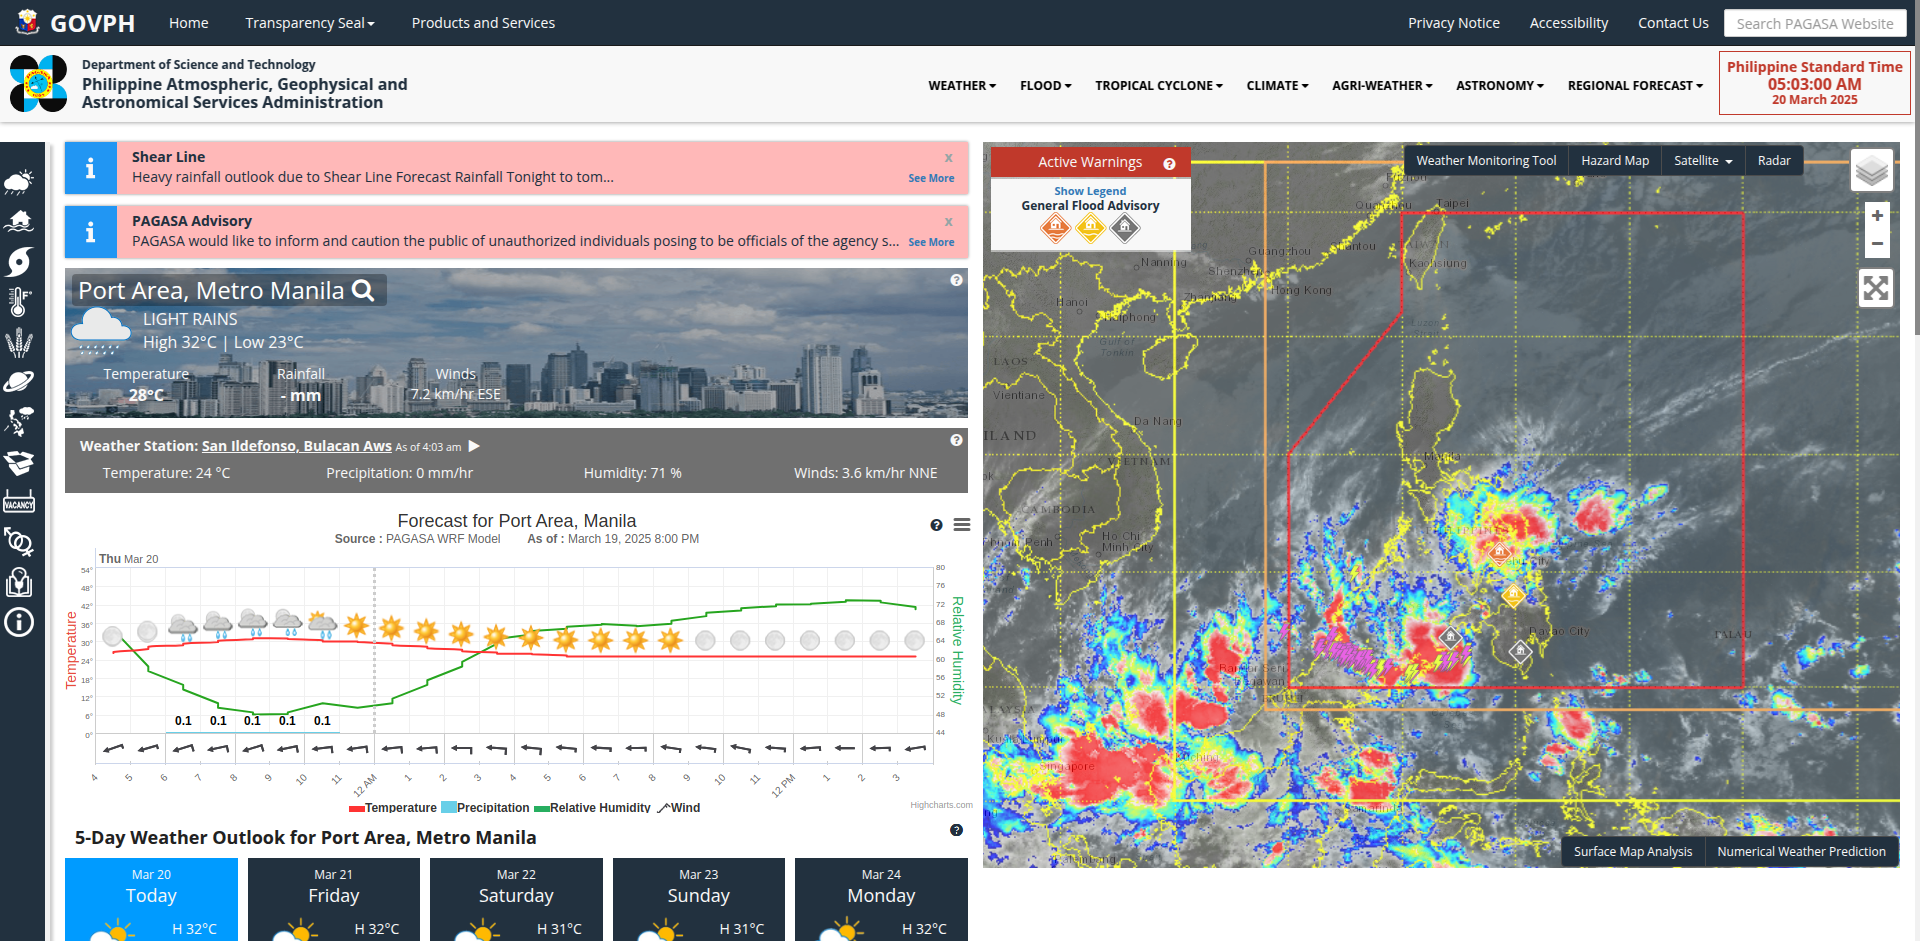 GOVPH
Home
Transparency Seal
Products and Services
Privacy Notice
Accessibility
Contact Us
Search PAGASA Website
Department of Science and Technology
Philippine Atmospheric, Geophysical and
Astronomical Services Administration
WEATHER
FLOOD
TROPICAL CYCLONE
CLIMATE
AGRI-WEATHER
ASTRONOMY
REGIONAL FORECAST
Philippine Standard Time
05:03:00 AM
20 March 2025
VACANCY
Shear Line
x
Heavy rainfall outlook due to Shear Line Forecast Rainfall Tonight to tom...
See More
PAGASA Advisory
x
PAGASA would like to inform and caution the public of unauthorized individuals posing to be officials of the agency s...
See More
Port Area, Metro Manila
LIGHT RAINS
High 32°C | Low 23°C
Temperature
Rainfall
Winds
28°C
- mm
7.2 km/hr ESE
Weather Station: San Ildefonso, Bulacan Aws As of 4:03 am
Temperature: 24 °C
Precipitation: 0 mm/hr
Humidity: 71 %
Winds: 3.6 km/hr NNE
Forecast for Port Area, Manila
Source : PAGASA WRF Model As of : March 19, 2025 8:00 PM
Thu Mar 20
Temperature
54°
48°
42°
36°
30°
24°
18°
12°
6°
0°
0.1
0.1
0.1
0.1
0.1
80
76
72
68
64
60
56
52
48
44
Relative Humidity
4 5 6 7 8 9 10 11 12 AM 1 2 3 4 5 6 7 8 9 10 11 12 PM 1 2 3
Temperature Precipitation Relative Humidity Wind
Highcharts.com
5-Day Weather Outlook for Port Area, Metro Manila
Mar 20
Today
H 32°C
Mar 21
Friday
H 32°C
Mar 22
Saturday
H 31°C
Mar 23
Sunday
H 31°C
Mar 24
Monday
H 32°C
Active Warnings
Show Legend
General Flood Advisory
Weather Monitoring Tool
Hazard Map
Satellite
Radar
+
−
Taipei
TAIWAN
Kaohsiung
Guangzhou
Shantou
Nanning
Shenzhen
Hong Kong
Zhanjiang
Hanoi
Haiphong
Gulf of
Tonkin
Luzon
LAOS
Vientiane
Da Nang
VIETNAM
CAMBODIA
Ho Chi
Minh City
Manila
Davao City
PALAU
Singapore
Kuching
Surface Map Analysis
Numerical Weather Prediction